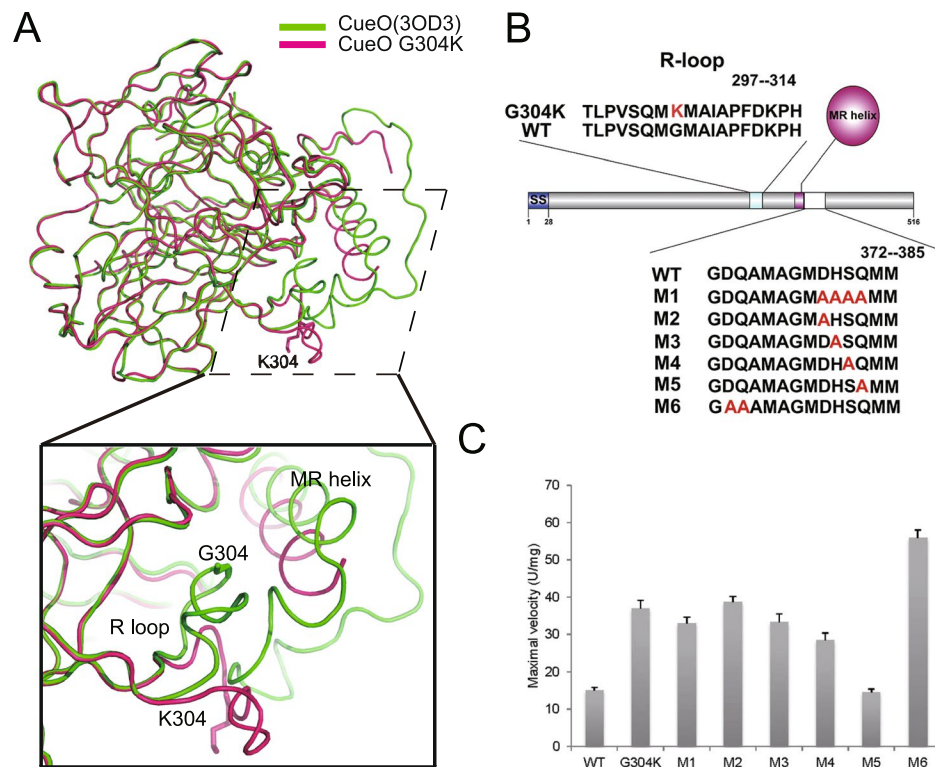 A
CueO(3OD3)
CueO G304K
K304
MR helix
G304
R loop
K304
B
R-loop
297--314
G304K TLPVSQMKMAIAPFDKPH
WT TLPVSQMGMAIAPFDKPH
MR helix
SS
1 28 516
372--385
WT GDQAMAGMDHSQMM
M1 GDQAMAGMAAAAMM
M2 GDQAMAGMAHSQMM
M3 GDQAMAGMDASQMM
M4 GDQAMAGMDHAQMM
M5 GDQAMAGMDHSAMM
M6 GAAAMAGMDHSQMM
C
Maximal velocity (U/mg)
70
60
50
40
30
20
10
0
WT G304K M1 M2 M3 M4 M5 M6